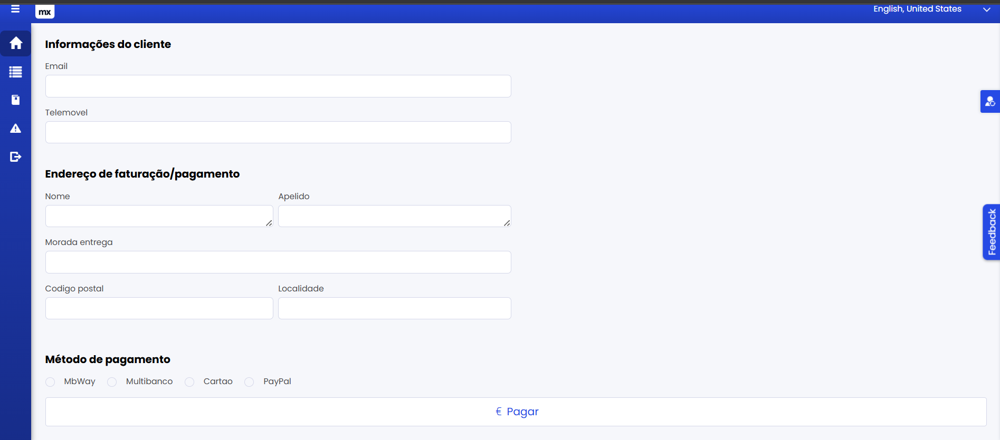 mx
English, United States
Informações do cliente
Email
Telemovel
Endereço de faturação/pagamento
Nome Apelido
Morada entrega
Codigo postal Localidade
Método de pagamento
MbWay Multibanco Cartao PayPal
€ Pagar
Feedback